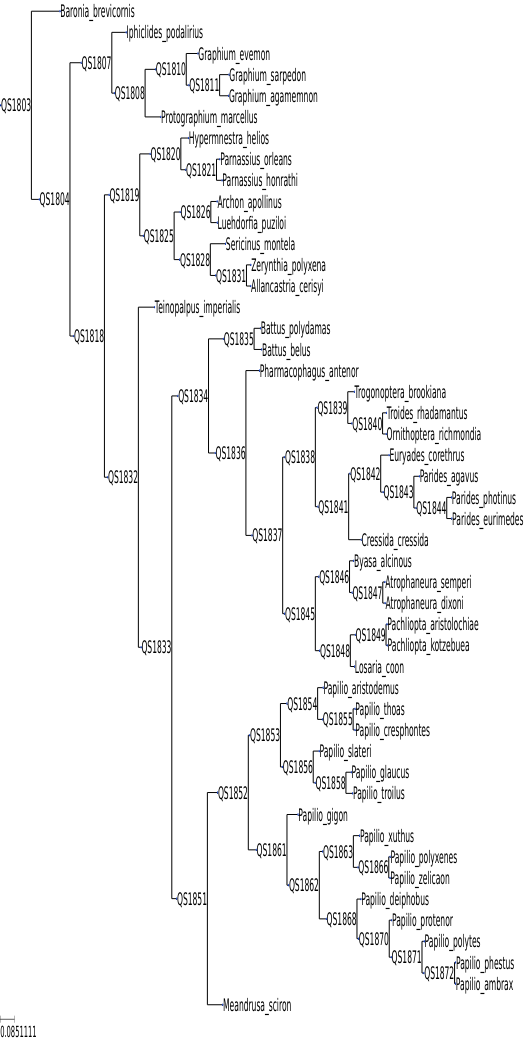 Baronia_brevicornis
Iphiclides_podalirius
QS1807
Graphium_evemon
QS1810
Graphium_sarpedon
QS1811
QS1808
Graphium_agamemnon
QS1803
Protographium_marcellus
Hypermnestra_helios
QS1820
Parnassius_orleans
QS1821
Parnassius_honrathi
QS1819
QS1804
Archon_apollinus
QS1826
Luehdorfia_puziloi
QS1825
Sericinus_montela
QS1828
Zerynthia_polyxena
QS1831
Allancastria_cerisyi
Teinopalpus_imperialis
Battus_polydamas
QS1818
QS1835
Battus_belus
Pharmacophagus_antenor
Trogonoptera_brookiana
QS1834
QS1839
Troides_rhadamantus
QS1840
Ornithoptera_richmondia
QS1836
Euryades_corethrus
QS1838
QS1842
Parides_agavus
QS1832
QS1843
Parides_photinus
QS1841
QS1844
Parides_eurimedes
QS1837
Cressida_cressida
Byasa_alcinous
QS1846
Atrophaneura_semperi
QS1847
Atrophaneura_dixoni
QS1845
Pachliopta_aristolochiae
QS1849
Pachliopta_kotzebuea
QS1833
QS1848
Losaria_coon
Papilio_aristodemus
QS1854
Papilio_thoas
QS1855
Papilio_cresphontes
QS1853
Papilio_slateri
QS1856
Papilio_glaucus
QS1858
Papilio_troilus
QS1852
Papilio_gigon
Papilio_xuthus
QS1861
QS1863
Papilio_polyxenes
QS1866
Papilio_zelicaon
QS1862
Papilio_deiphobus
QS1851
Papilio_protenor
QS1868
Papilio_polytes
QS1870
QS1871
Papilio_phestus
QS1872
Papilio_ambrax
Meandrusa_sciron
0.0851111